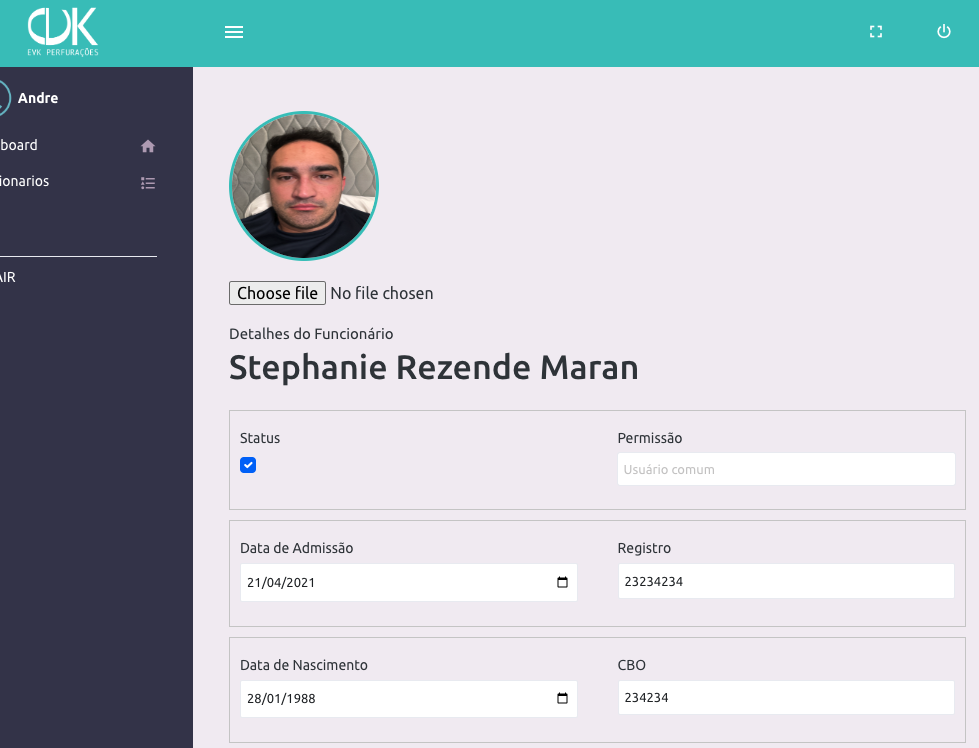 EVK PERFURAÇÕES
Andre
board
ionarios
AIR
Choose file No file chosen
Detalhes do Funcionário
Stephanie Rezende Maran
Status
Permissão
Usuário comum
Data de Admissão
Registro
21/04/2021
23234234
Data de Nascimento
CBO
28/01/1988
234234